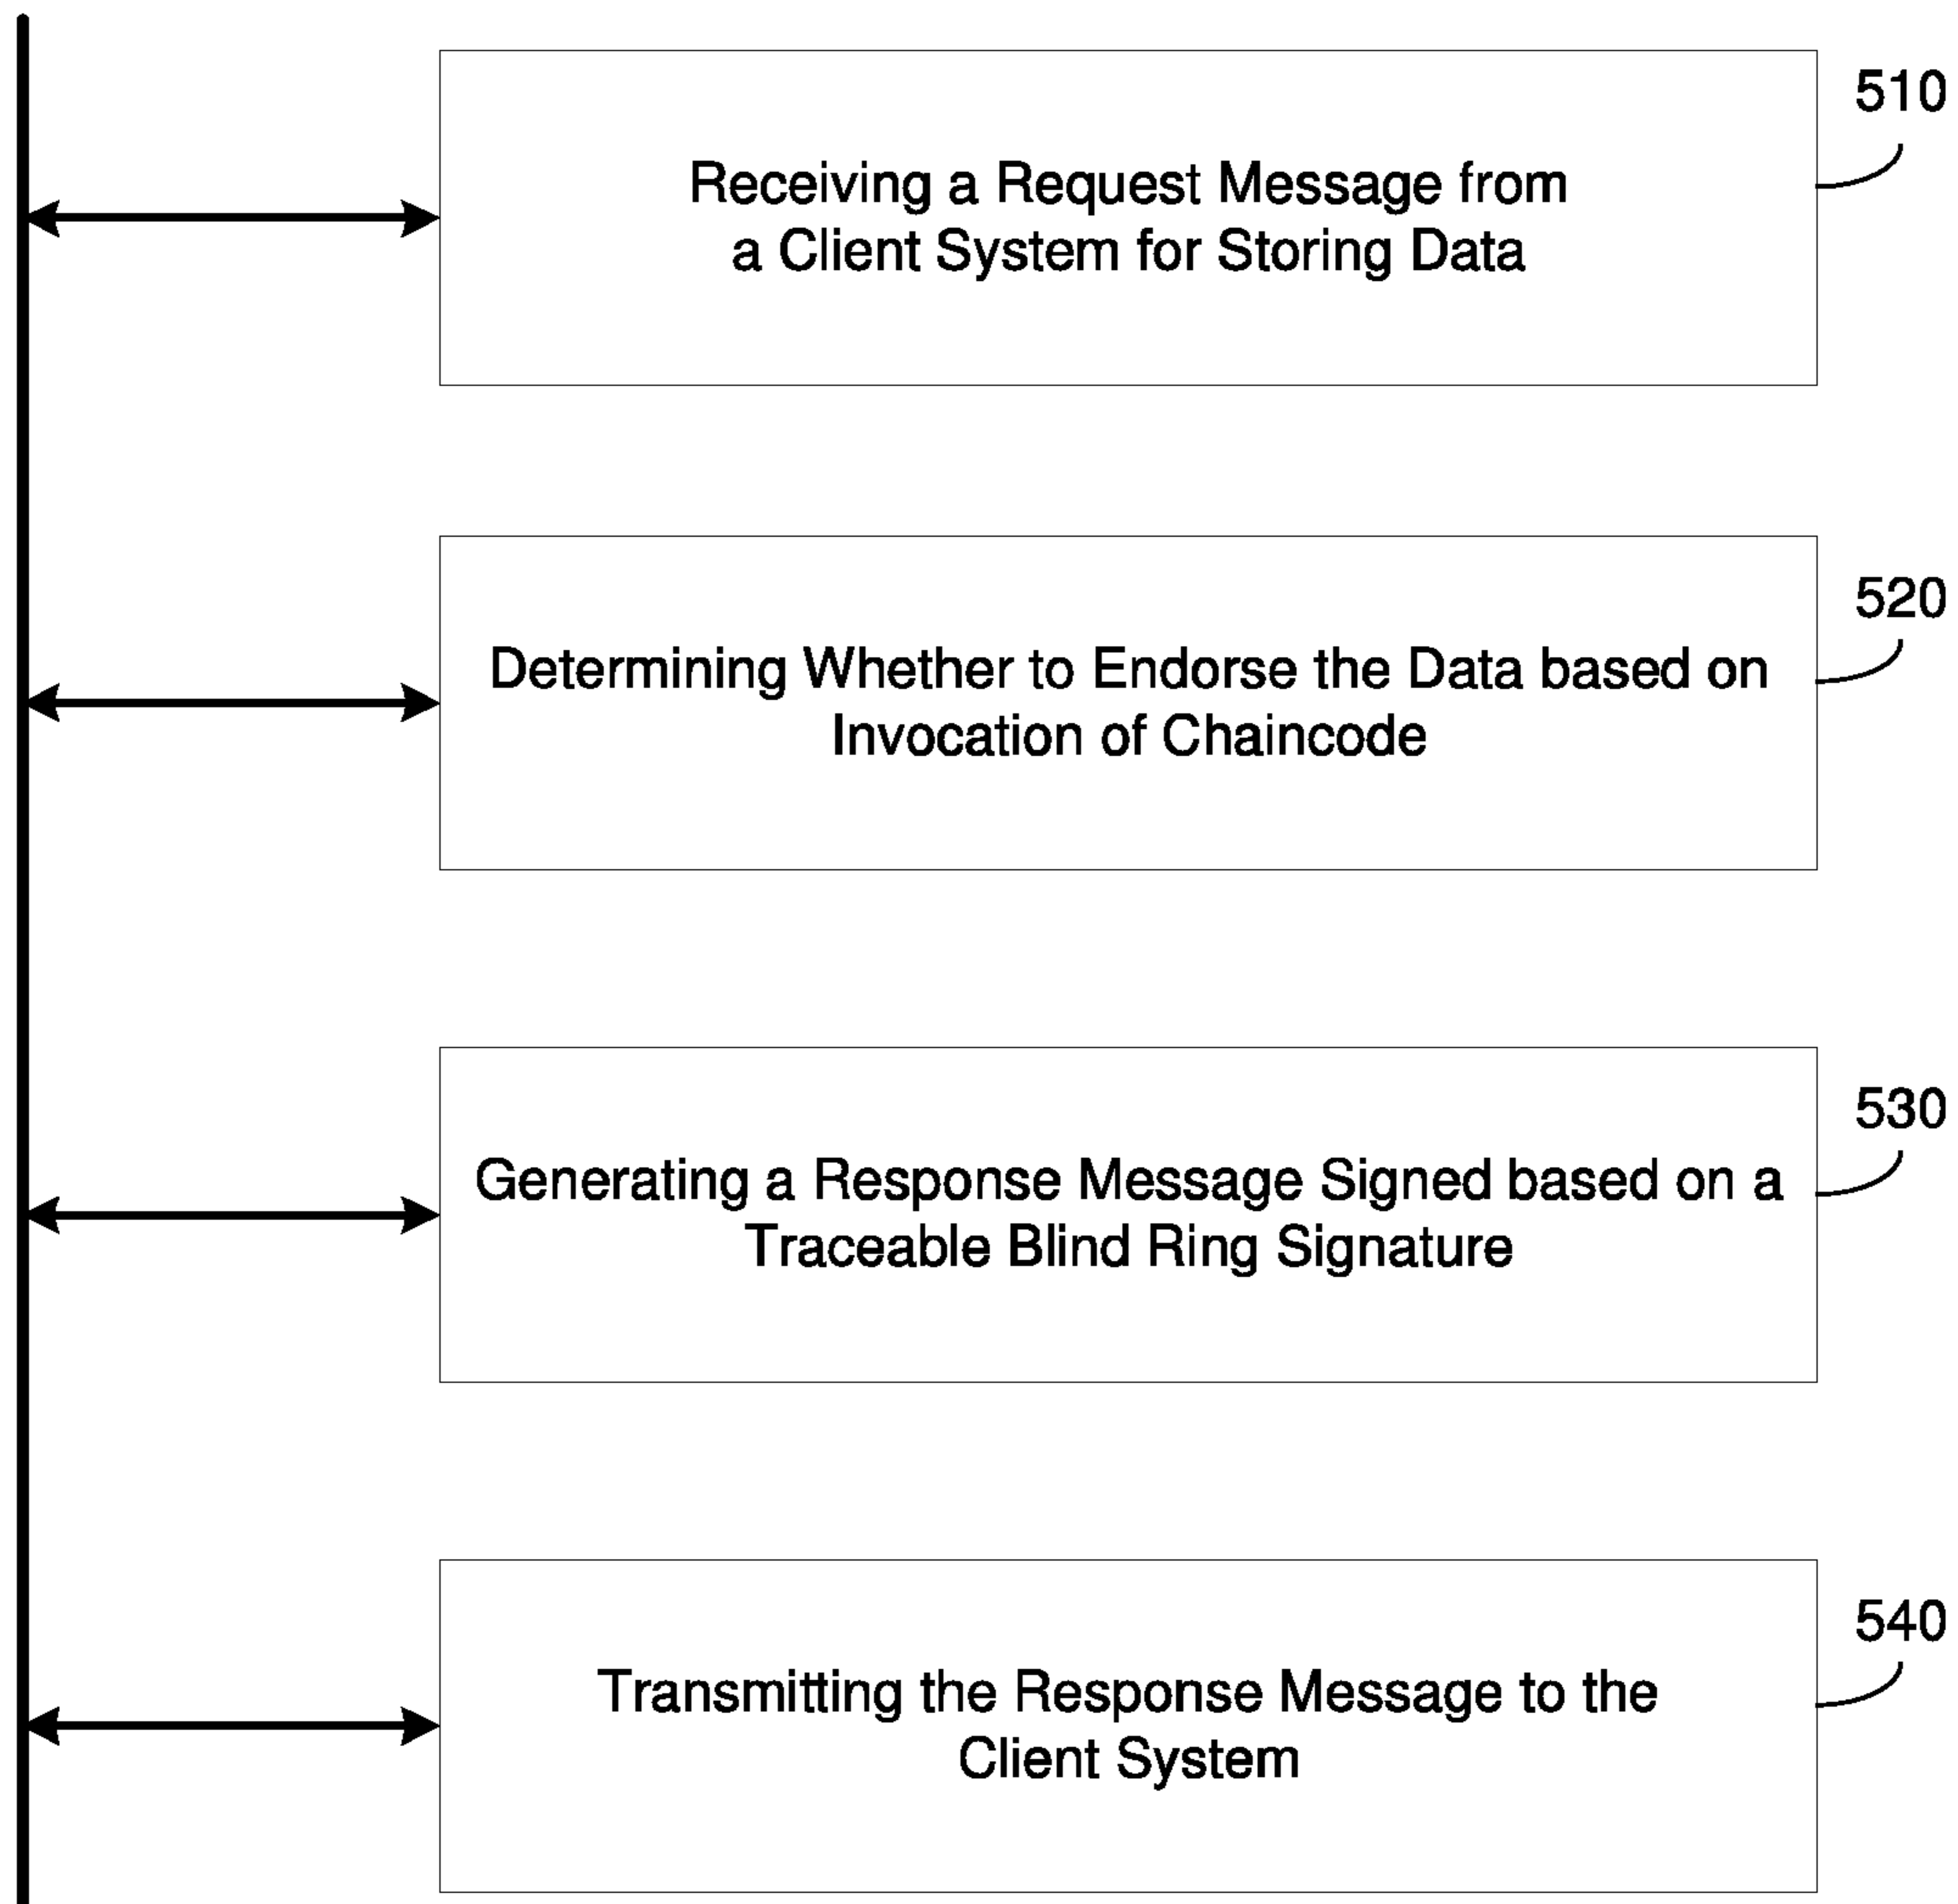 510
Receiving a Request Message from
a Client System for Storing Data
520
Determining Whether to Endorse the Data based on
Invocation of Chaincode
530
Generating a Response Message Signed based on a
Traceable Blind Ring Signature
540
Transmitting the Response Message to the
Client System